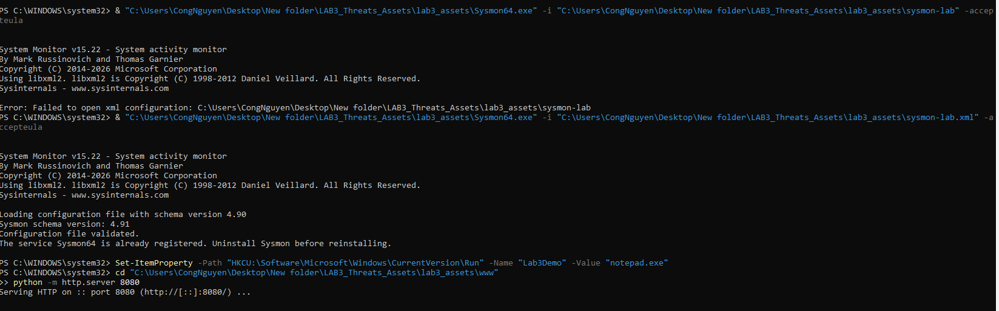 PS C:\WINDOWS\system32> & "C:\Users\CongNguyen\Desktop\New folder\LAB3_Threats_Assets\lab3_assets\Sysmon64.exe" -i "C:\Users\CongNguyen\Desktop\New folder\LAB3_Threats_Assets\lab3_assets\sysmon-lab" -accep
teula
System Monitor v15.22 - System activity monitor
By Mark Russinovich and Thomas Garnier
Copyright (C) 2014-2026 Microsoft Corporation
Using libxml2. libxml2 is Copyright (C) 1998-2012 Daniel Veillard. All Rights Reserved.
Sysinternals - www.sysinternals.com
Error: Failed to open xml configuration: C:\Users\CongNguyen\Desktop\New folder\LAB3_Threats_Assets\lab3_assets\sysmon-lab
PS C:\WINDOWS\system32> & "C:\Users\CongNguyen\Desktop\New folder\LAB3_Threats_Assets\lab3_assets\Sysmon64.exe" -i "C:\Users\CongNguyen\Desktop\New folder\LAB3_Threats_Assets\lab3_assets\sysmon-lab.xml" -a
ccepteula
System Monitor v15.22 - System activity monitor
By Mark Russinovich and Thomas Garnier
Copyright (C) 2014-2026 Microsoft Corporation
Using libxml2. libxml2 is Copyright (C) 1998-2012 Daniel Veillard. All Rights Reserved.
Sysinternals - www.sysinternals.com
Loading configuration file with schema version 4.90
Sysmon schema version: 4.91
Configuration file validated.
The service Sysmon64 is already registered. Uninstall Sysmon before reinstalling.
PS C:\WINDOWS\system32> Set-ItemProperty -Path "HKCU:\Software\Microsoft\Windows\CurrentVersion\Run" -Name "Lab3Demo" -Value "notepad.exe"
PS C:\WINDOWS\system32> cd "C:\Users\CongNguyen\Desktop\New folder\LAB3_Threats_Assets\lab3_assets\www"
>> python -m http.server 8080
Serving HTTP on :: port 8080 (http://[::]:8080/) ...